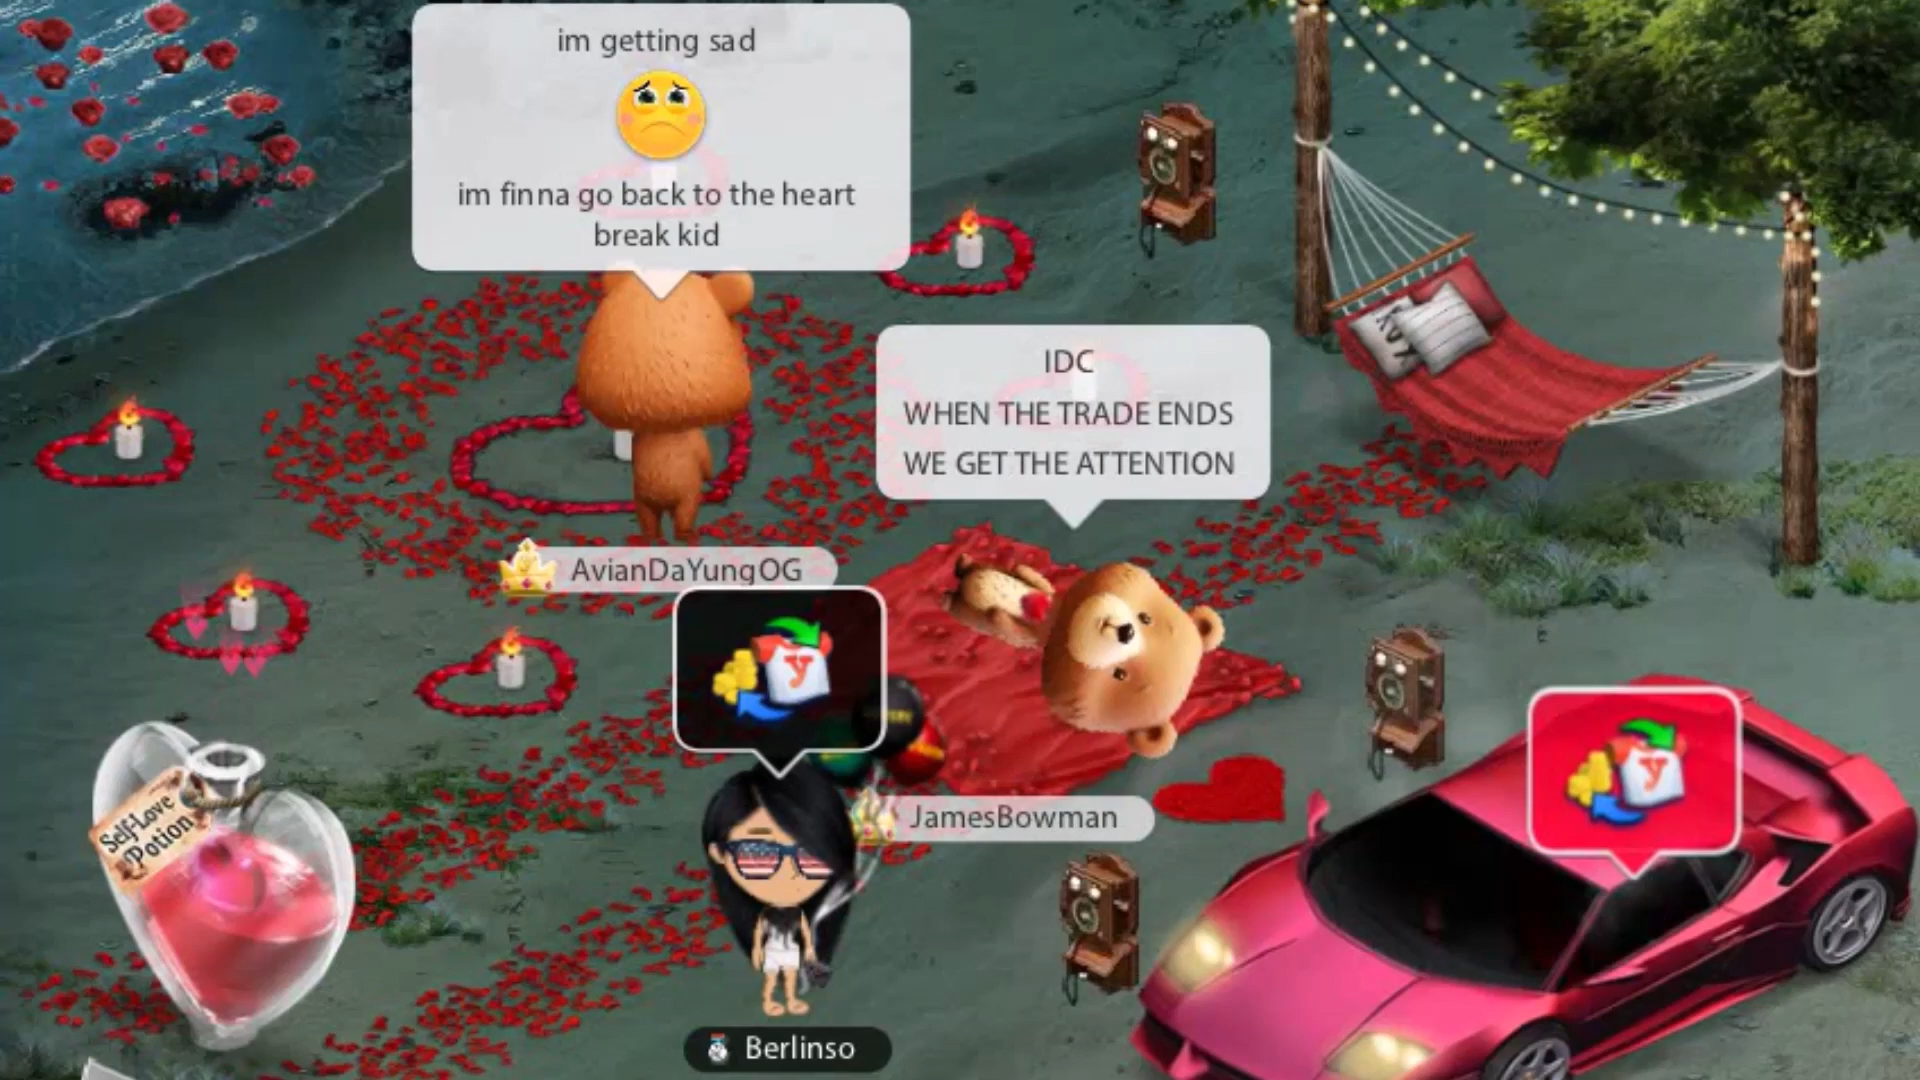 im getting sad
im finna go back to the heart
break kid
IDC
WHEN THE TRADE ENDS
WE GET THE ATTENTION
AvianDaYungOG
y
y
Self-Love
Potion
JamesBowman
Berlinso